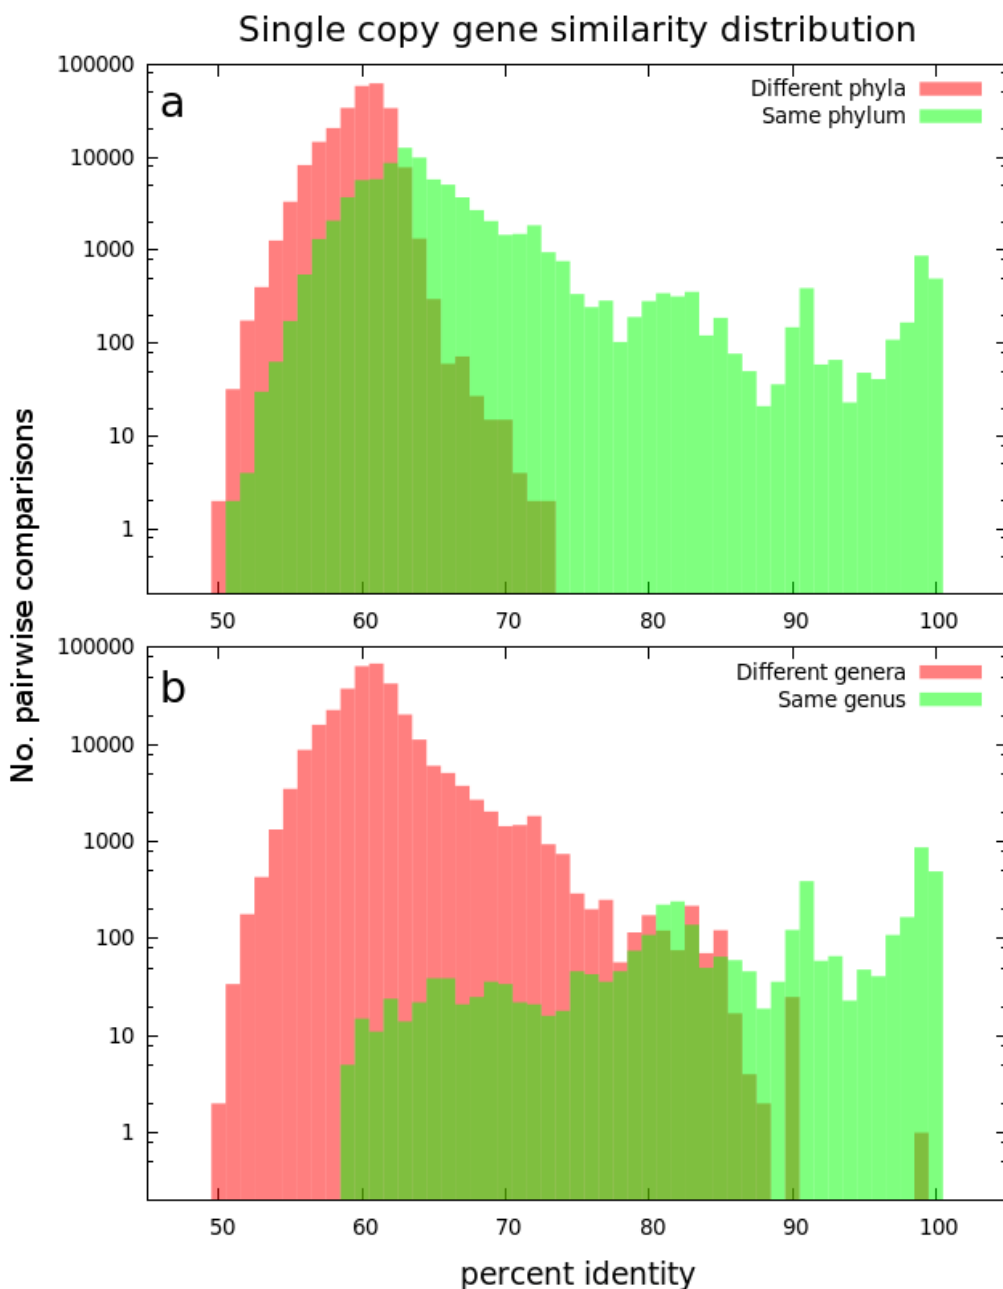 Single copy gene similarity distribution
a
Different phyla
Same phylum
100000
10000
1000
100
10
1
50 60 70 80 90 100
b
Different genera
Same genus
100000
10000
1000
100
10
1
50 60 70 80 90 100
No. pairwise comparisons
percent identity